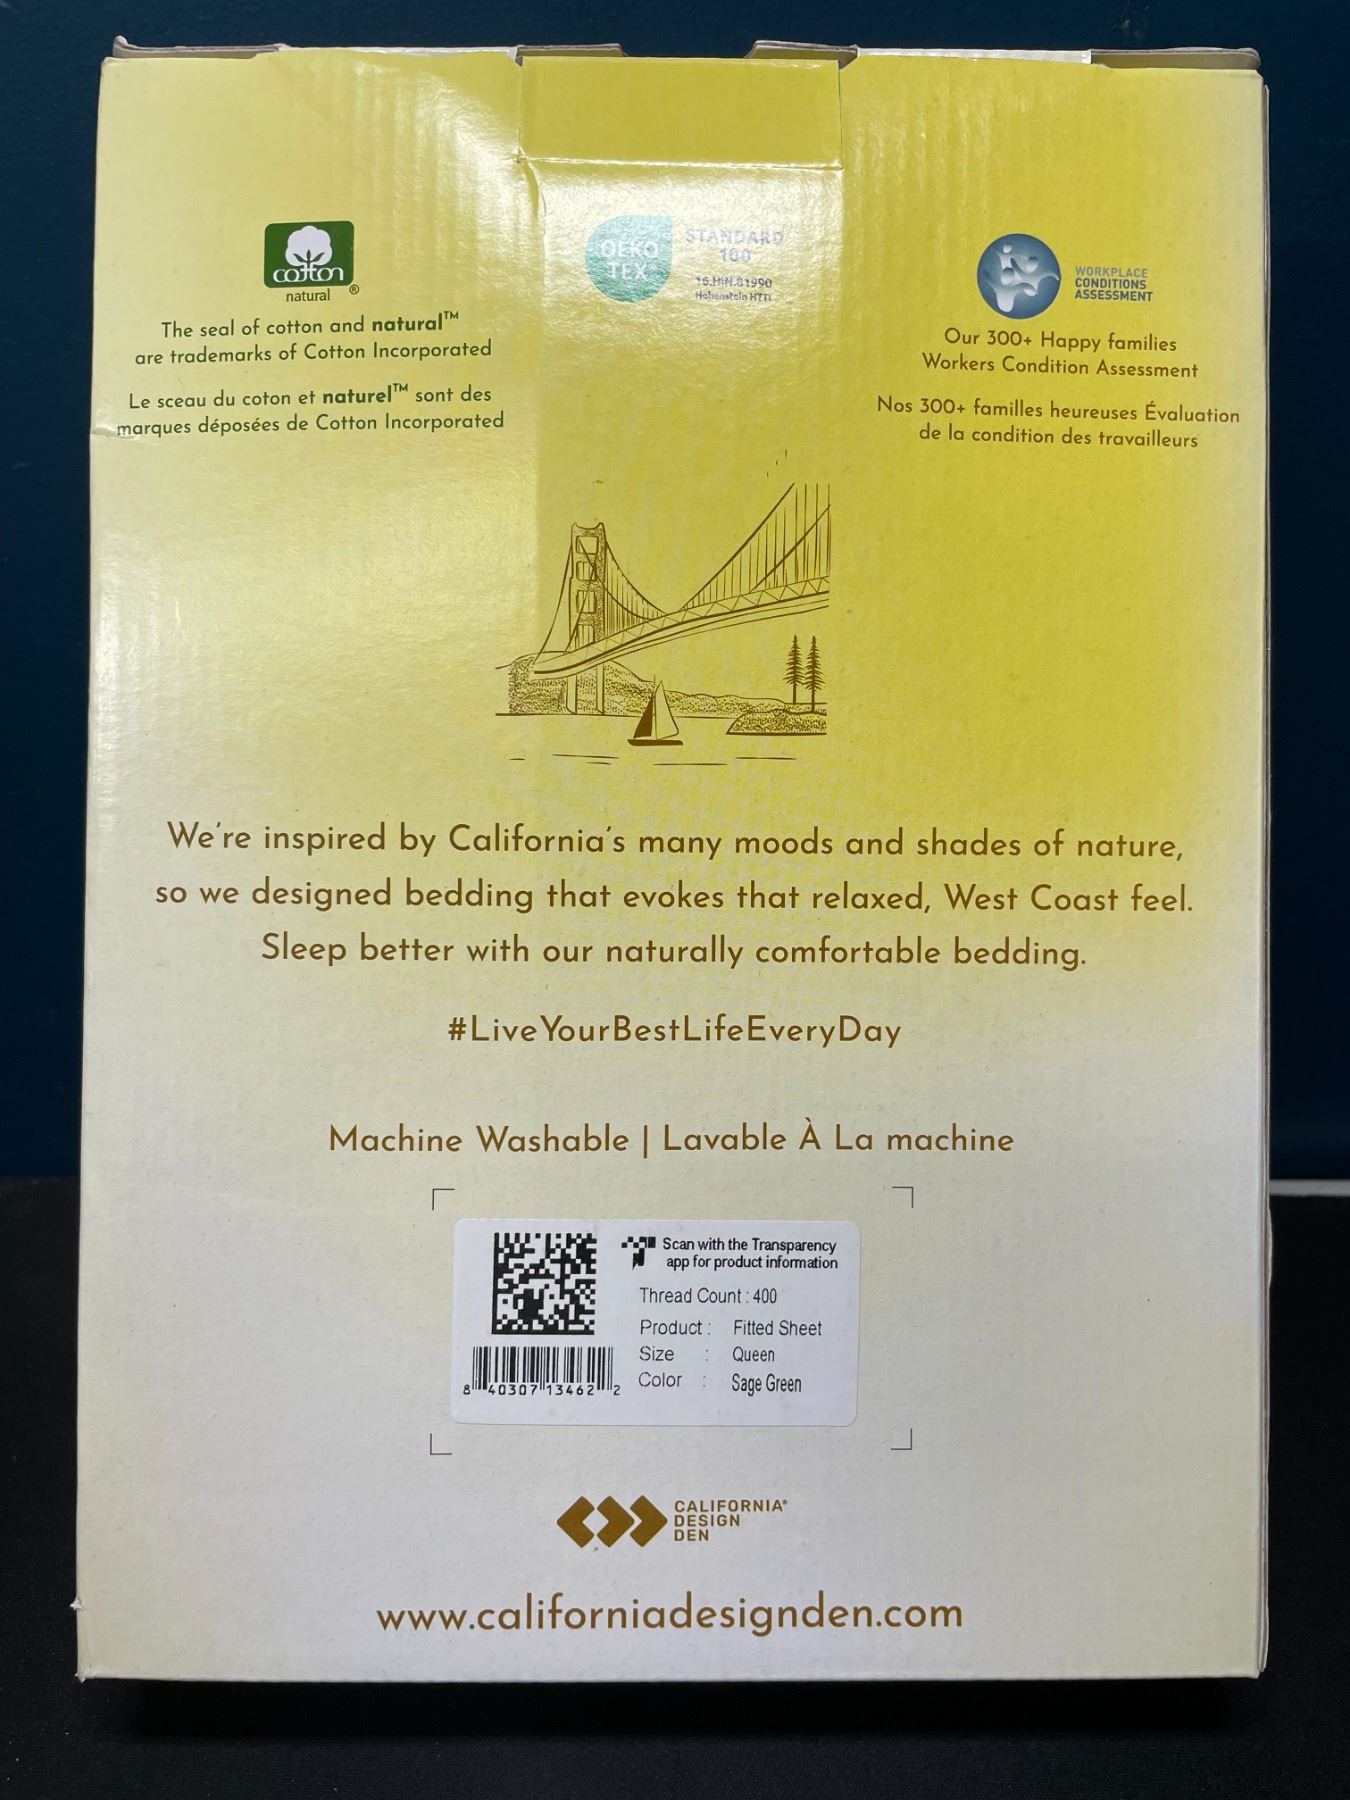 cotton
natural ®
The seal of cotton and natural™
are trademarks of Cotton Incorporated
Le sceau du coton et naturel™ sont des
marques déposées de Cotton Incorporated
OEKO
TEX®
STANDARD
100
16.HIN.81990
Hohenstein HTTI
WORKPLACE
CONDITIONS
ASSESSMENT
Our 300+ Happy families
Workers Condition Assessment
Nos 300+ familles heureuses Évaluation
de la condition des travailleurs
We're inspired by California's many moods and shades of nature,
so we designed bedding that evokes that relaxed, West Coast feel.
Sleep better with our naturally comfortable bedding.
#LiveYourBestLifeEveryDay
Machine Washable | Lavable À La machine
Scan with the Transparency
app for product information
Thread Count : 400
Product : Fitted Sheet
Size : Queen
Color : Sage Green
8 40307 13462 2
CALIFORNIA®
DESIGN
DEN
www.californiadesignden.com